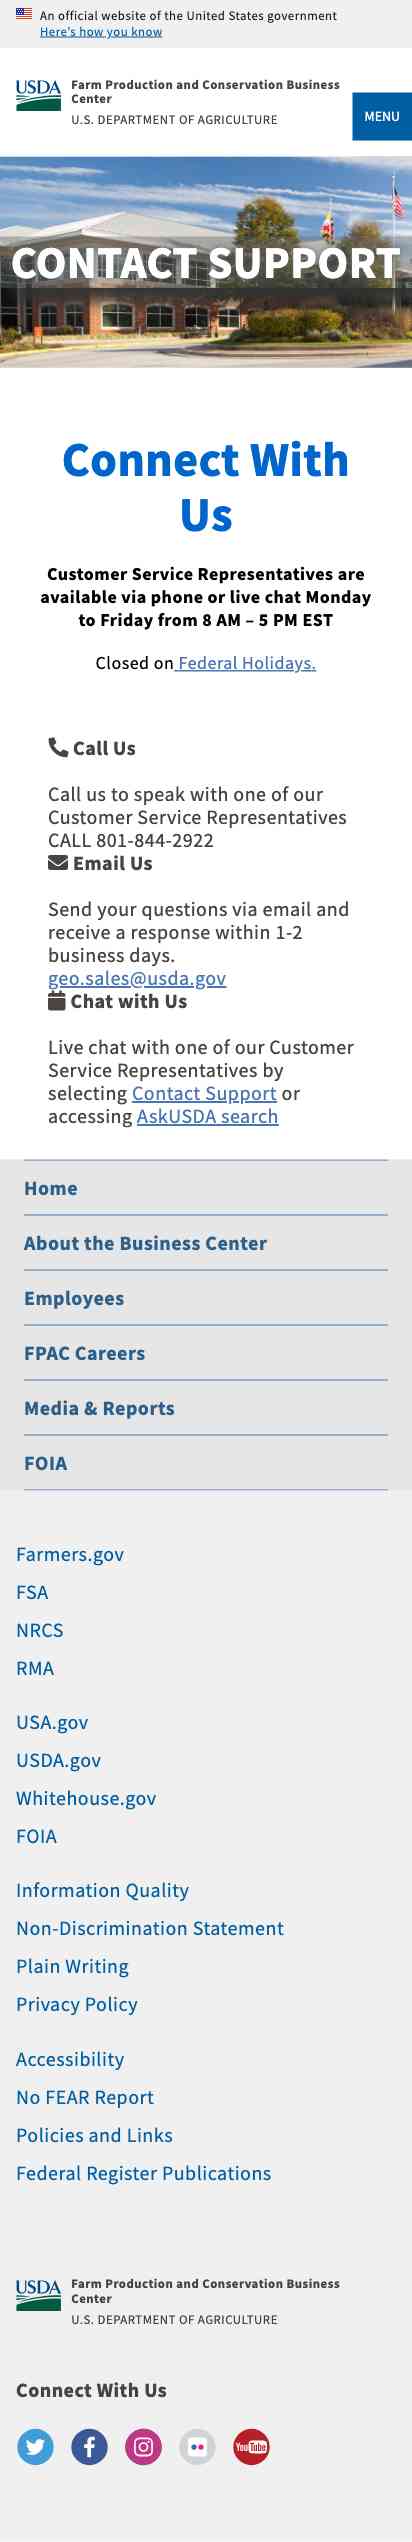 An official website of the United States government
Here's how you know
USDA
Farm Production and Conservation Business
Center
U.S. DEPARTMENT OF AGRICULTURE
MENU
CONTACT SUPPORT
Connect With
Us
Customer Service Representatives are
available via phone or live chat Monday
to Friday from 8 AM – 5 PM EST
Closed on Federal Holidays.
Call Us
Call us to speak with one of our
Customer Service Representatives
CALL 801-844-2922
Email Us
Send your questions via email and
receive a response within 1-2
business days.
geo.sales@usda.gov
Chat with Us
Live chat with one of our Customer
Service Representatives by
selecting Contact Support or
accessing AskUSDA search
Home
About the Business Center
Employees
FPAC Careers
Media & Reports
FOIA
Farmers.gov
FSA
NRCS
RMA
USA.gov
USDA.gov
Whitehouse.gov
FOIA
Information Quality
Non-Discrimination Statement
Plain Writing
Privacy Policy
Accessibility
No FEAR Report
Policies and Links
Federal Register Publications
USDA
Farm Production and Conservation Business
Center
U.S. DEPARTMENT OF AGRICULTURE
Connect With Us
YouTube